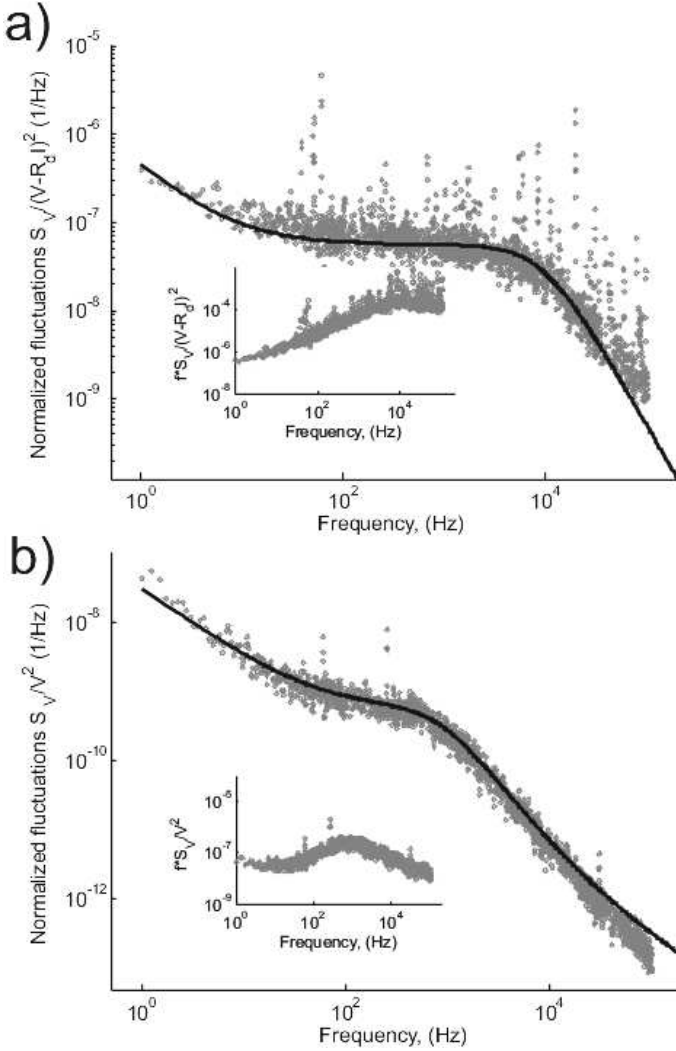 a)
Normalized fluctuations S_V/(V-R_dI)^2 (1/Hz)
10^-5
10^-6
10^-7
10^-8
10^-9
f*S_V/(V-R_d)^2
10^-4
10^-6
10^-8
10^0 10^2 10^4
Frequency, (Hz)
10^0 10^2 10^4
Frequency, (Hz)
b)
Normalized fluctuations S_V/V^2 (1/Hz)
10^-8
10^-10
10^-12
f*S_V/V^2
10^-5
10^-7
10^-9
10^0 10^2 10^4
Frequency, (Hz)
10^0 10^2 10^4
Frequency, (Hz)